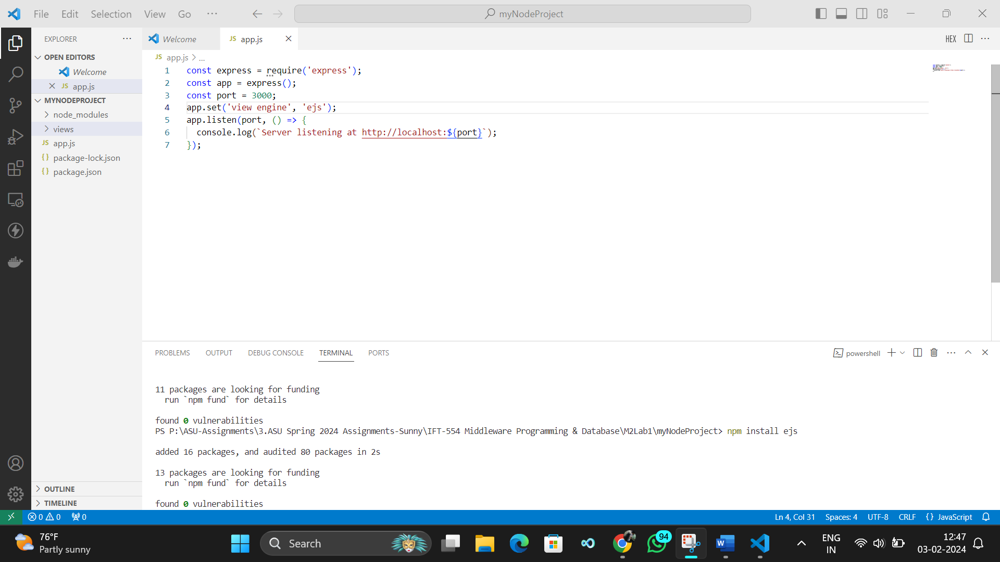 File Edit Selection View Go ···
myNodeProject
EXPLORER ···
OPEN EDITORS
Welcome
JS app.js
MYNODEPROJECT
node_modules
views
JS app.js
{} package-lock.json
{} package.json
OUTLINE
TIMELINE
Welcome
JS app.js
HEX ···
JS app.js > ...
1 const express = require('express');
2 const app = express();
3 const port = 3000;
4 app.set('view engine', 'ejs');
5 app.listen(port, () => {
6 console.log(`Server listening at http://localhost:${port}`);
7 });
PROBLEMS OUTPUT DEBUG CONSOLE TERMINAL PORTS
powershell ···
11 packages are looking for funding
run `npm fund` for details
found 0 vulnerabilities
PS P:\ASU-Assignments\3.ASU Spring 2024 Assignments-Sunny\IFT-554 Middleware Programming & Database\M2Lab1\myNodeProject> npm install ejs
added 16 packages, and audited 80 packages in 2s
13 packages are looking for funding
run `npm fund` for details
found 0 vulnerabilities
0 0 0
Ln 4, Col 31 Spaces: 4 UTF-8 CRLF {} JavaScript
76°F
Partly sunny
Search
94
W
ENG
IN
12:47
03-02-2024